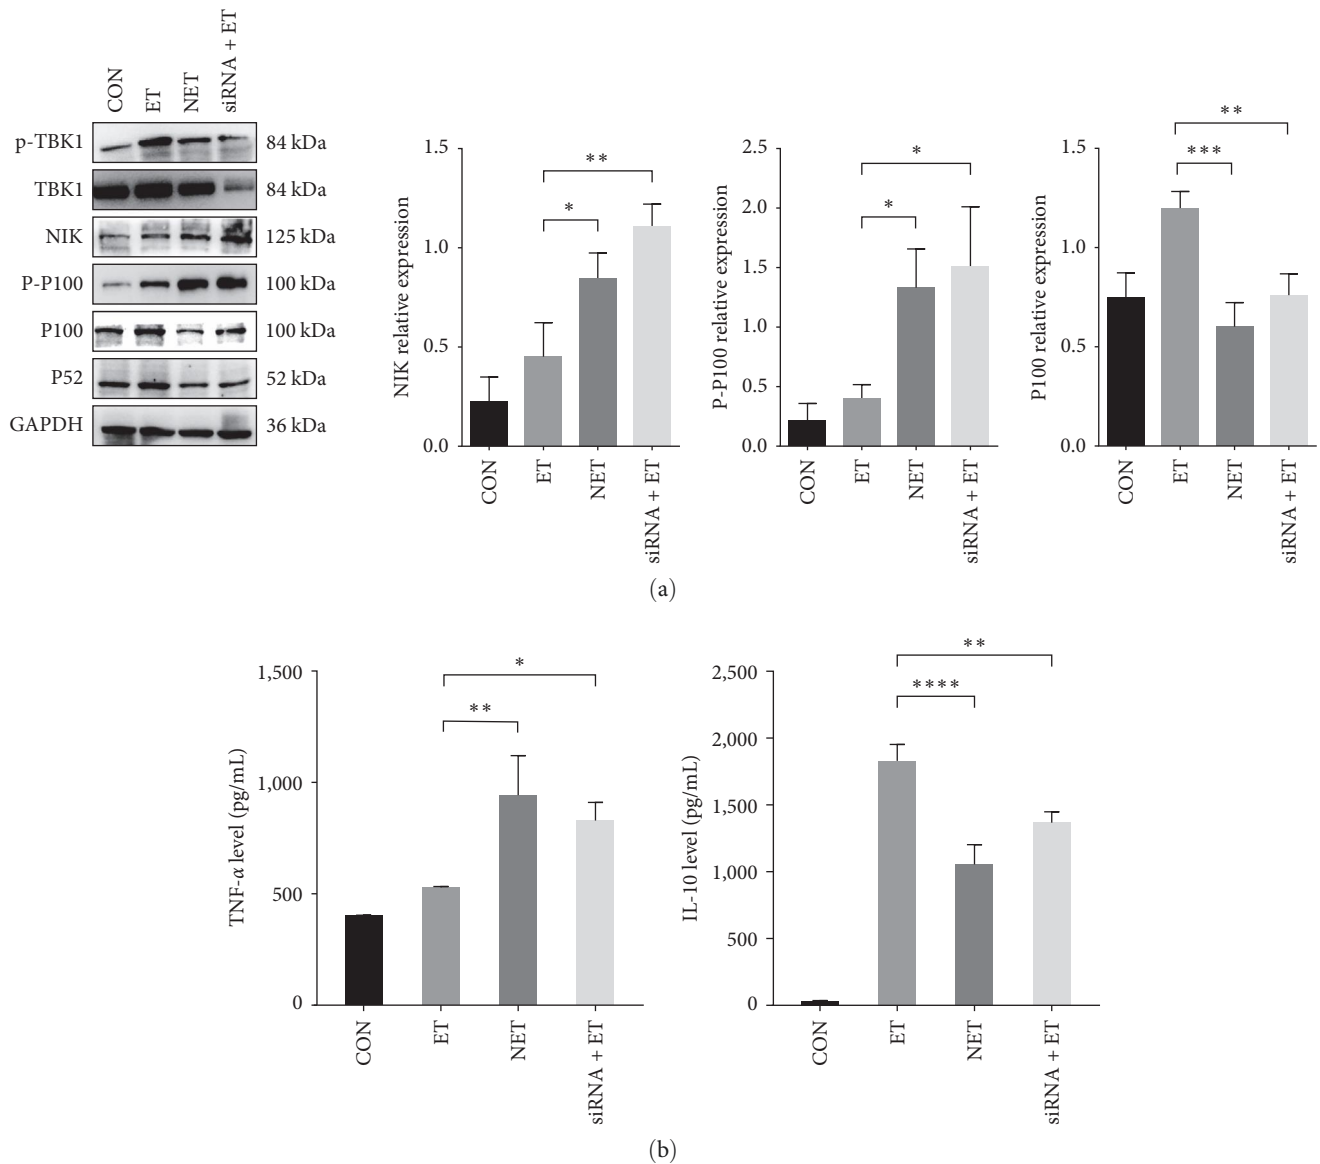 CON ET NET siRNA + ET
p-TBK1 84 kDa
TBK1 84 kDa
NIK 125 kDa
P-P100 100 kDa
P100 100 kDa
P52 52 kDa
GAPDH 36 kDa
NIK relative expression
1.5
1.0
0.5
0.0
**
*
CON ET NET siRNA + ET
P-P100 relative expression
2.5
2.0
1.5
1.0
0.5
0.0
*
*
CON ET NET siRNA + ET
P100 relative expression
1.5
1.0
0.5
0.0
**
***
CON ET NET siRNA + ET
(a)
TNF-α level (pg/mL)
1,500
1,000
500
0
*
**
CON ET NET siRNA + ET
IL-10 level (pg/mL)
2,500
2,000
1,500
1,000
500
0
**
****
CON ET NET siRNA + ET
(b)